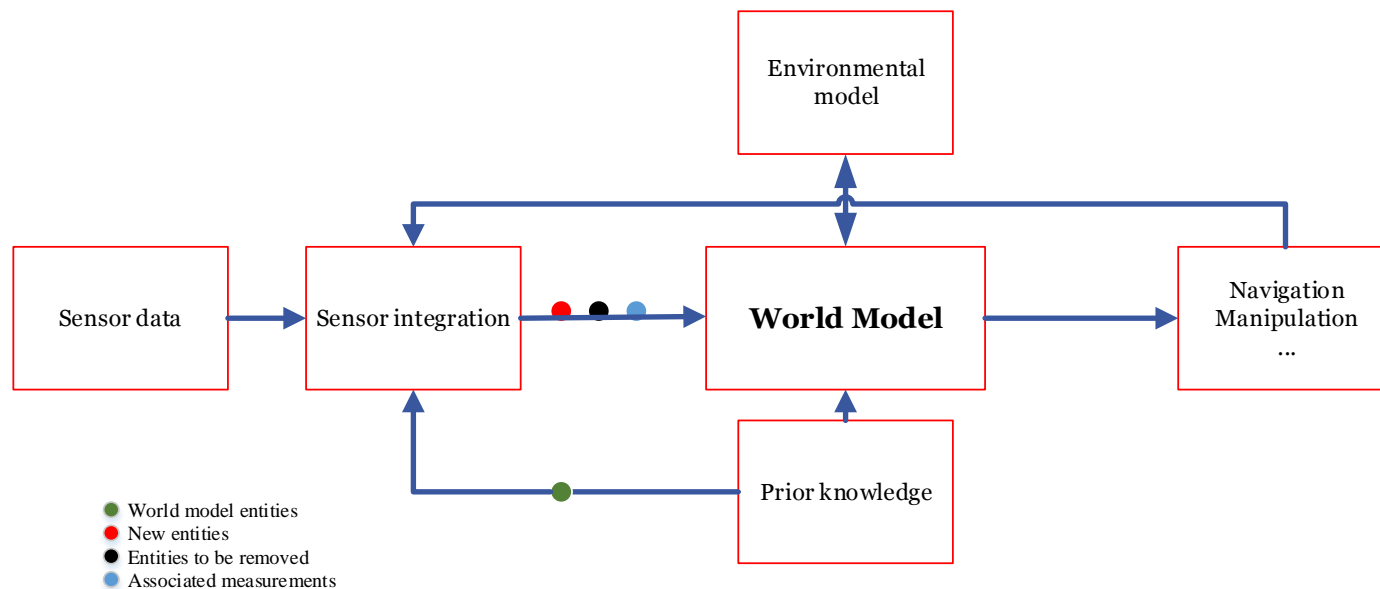 Environmental
model
Sensor data
Sensor integration
World Model
Navigation
Manipulation
...
Prior knowledge
World model entities
New entities
Entities to be removed
Associated measurements